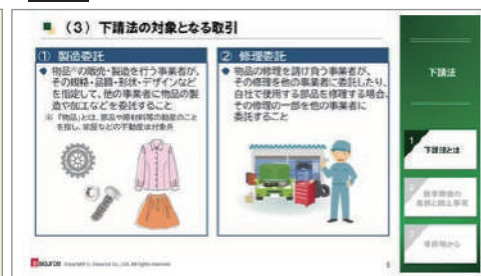 (3)下請法の対象となる取引
① 製造委託
物品※の販売・製造を行う事業者が、
その規格・品質・形状・デザインなど
を指定して、他の事業者に物品の製
造や加工などを委託すること
※「物品」とは、部品や原材料等の動産のこと
を指し、家屋などの不動産は対象外
② 修理委託
物品の修理を請け負う事業者が、
その修理を他の事業者に委託したり、
自社で使用する部品を修理する場合、
その修理の一部を他の事業者に
委託すること
下請法
1
下請法とは
2
3
insource